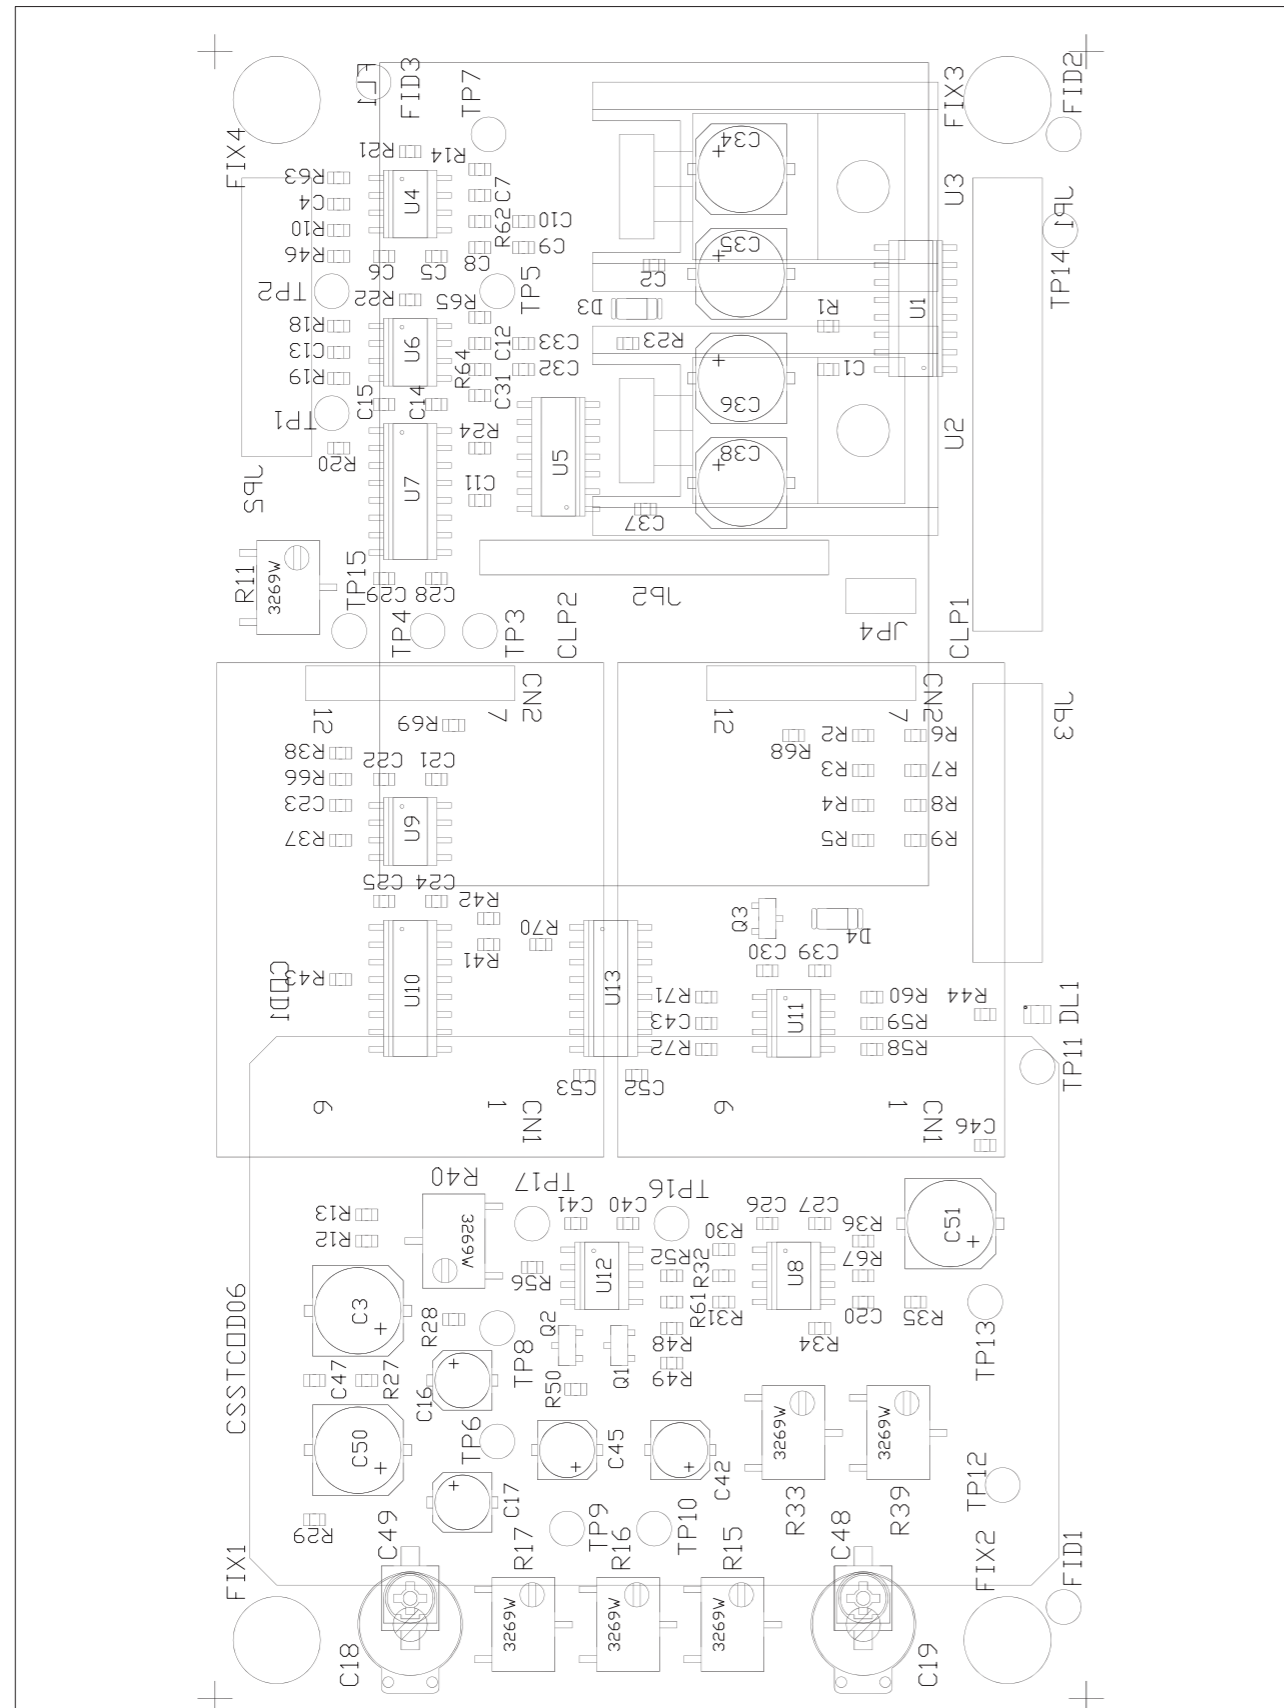 FL1
FID3
TP7
FIX3
FID2
FIX4
R21
R14
C34
R63
C4
U4
C7
U3
JP1
R10
R62
C10
R46
C6
C5
C8
C9
C35
C2
TP14
TP2
R22
R65
TP5
D3
R1
U1
R18
C13
U6
C12
C33
R23
R19
R64
C32
C36
C1
C15
C14
C31
TP1
R24
U2
R20
U5
C38
JP5
U7
C11
C37
R11
3269W
TP15
C29
C28
JP2
TP4
TP3
CLP2
JP4
CLP1
12
7
CN2
12
7
CN2
JP3
R69
R38
C22
C21
R68
R2
R6
R66
R3
R7
C23
U9
R4
R8
R37
R5
R9
C25
C24
R42
R70
Q3
D4
R41
C30
C39
COD1
R43
U10
U13
R71
U11
R60
R44
DL1
C43
R59
R72
R58
TP11
C53
C52
6
1
CN1
6
1
CN1
C46
R40
TP17
TP16
R13
C41
C40
C26
C27
C51
R12
3269W
R30
R36
R56
U12
R52
R32
U8
R67
CSSTCOD06
C3
R28
Q2
R61
R31
C20
R35
TP8
R48
R34
TP13
C47
R27
C16
R50
Q1
R49
C50
TP6
C45
C42
3269W
3269W
TP12
C17
R33
R39
R29
C49
TP9
TP10
C48
FIX1
R17
R16
R15
FIX2
FID1
3269W
3269W
3269W
C18
C19